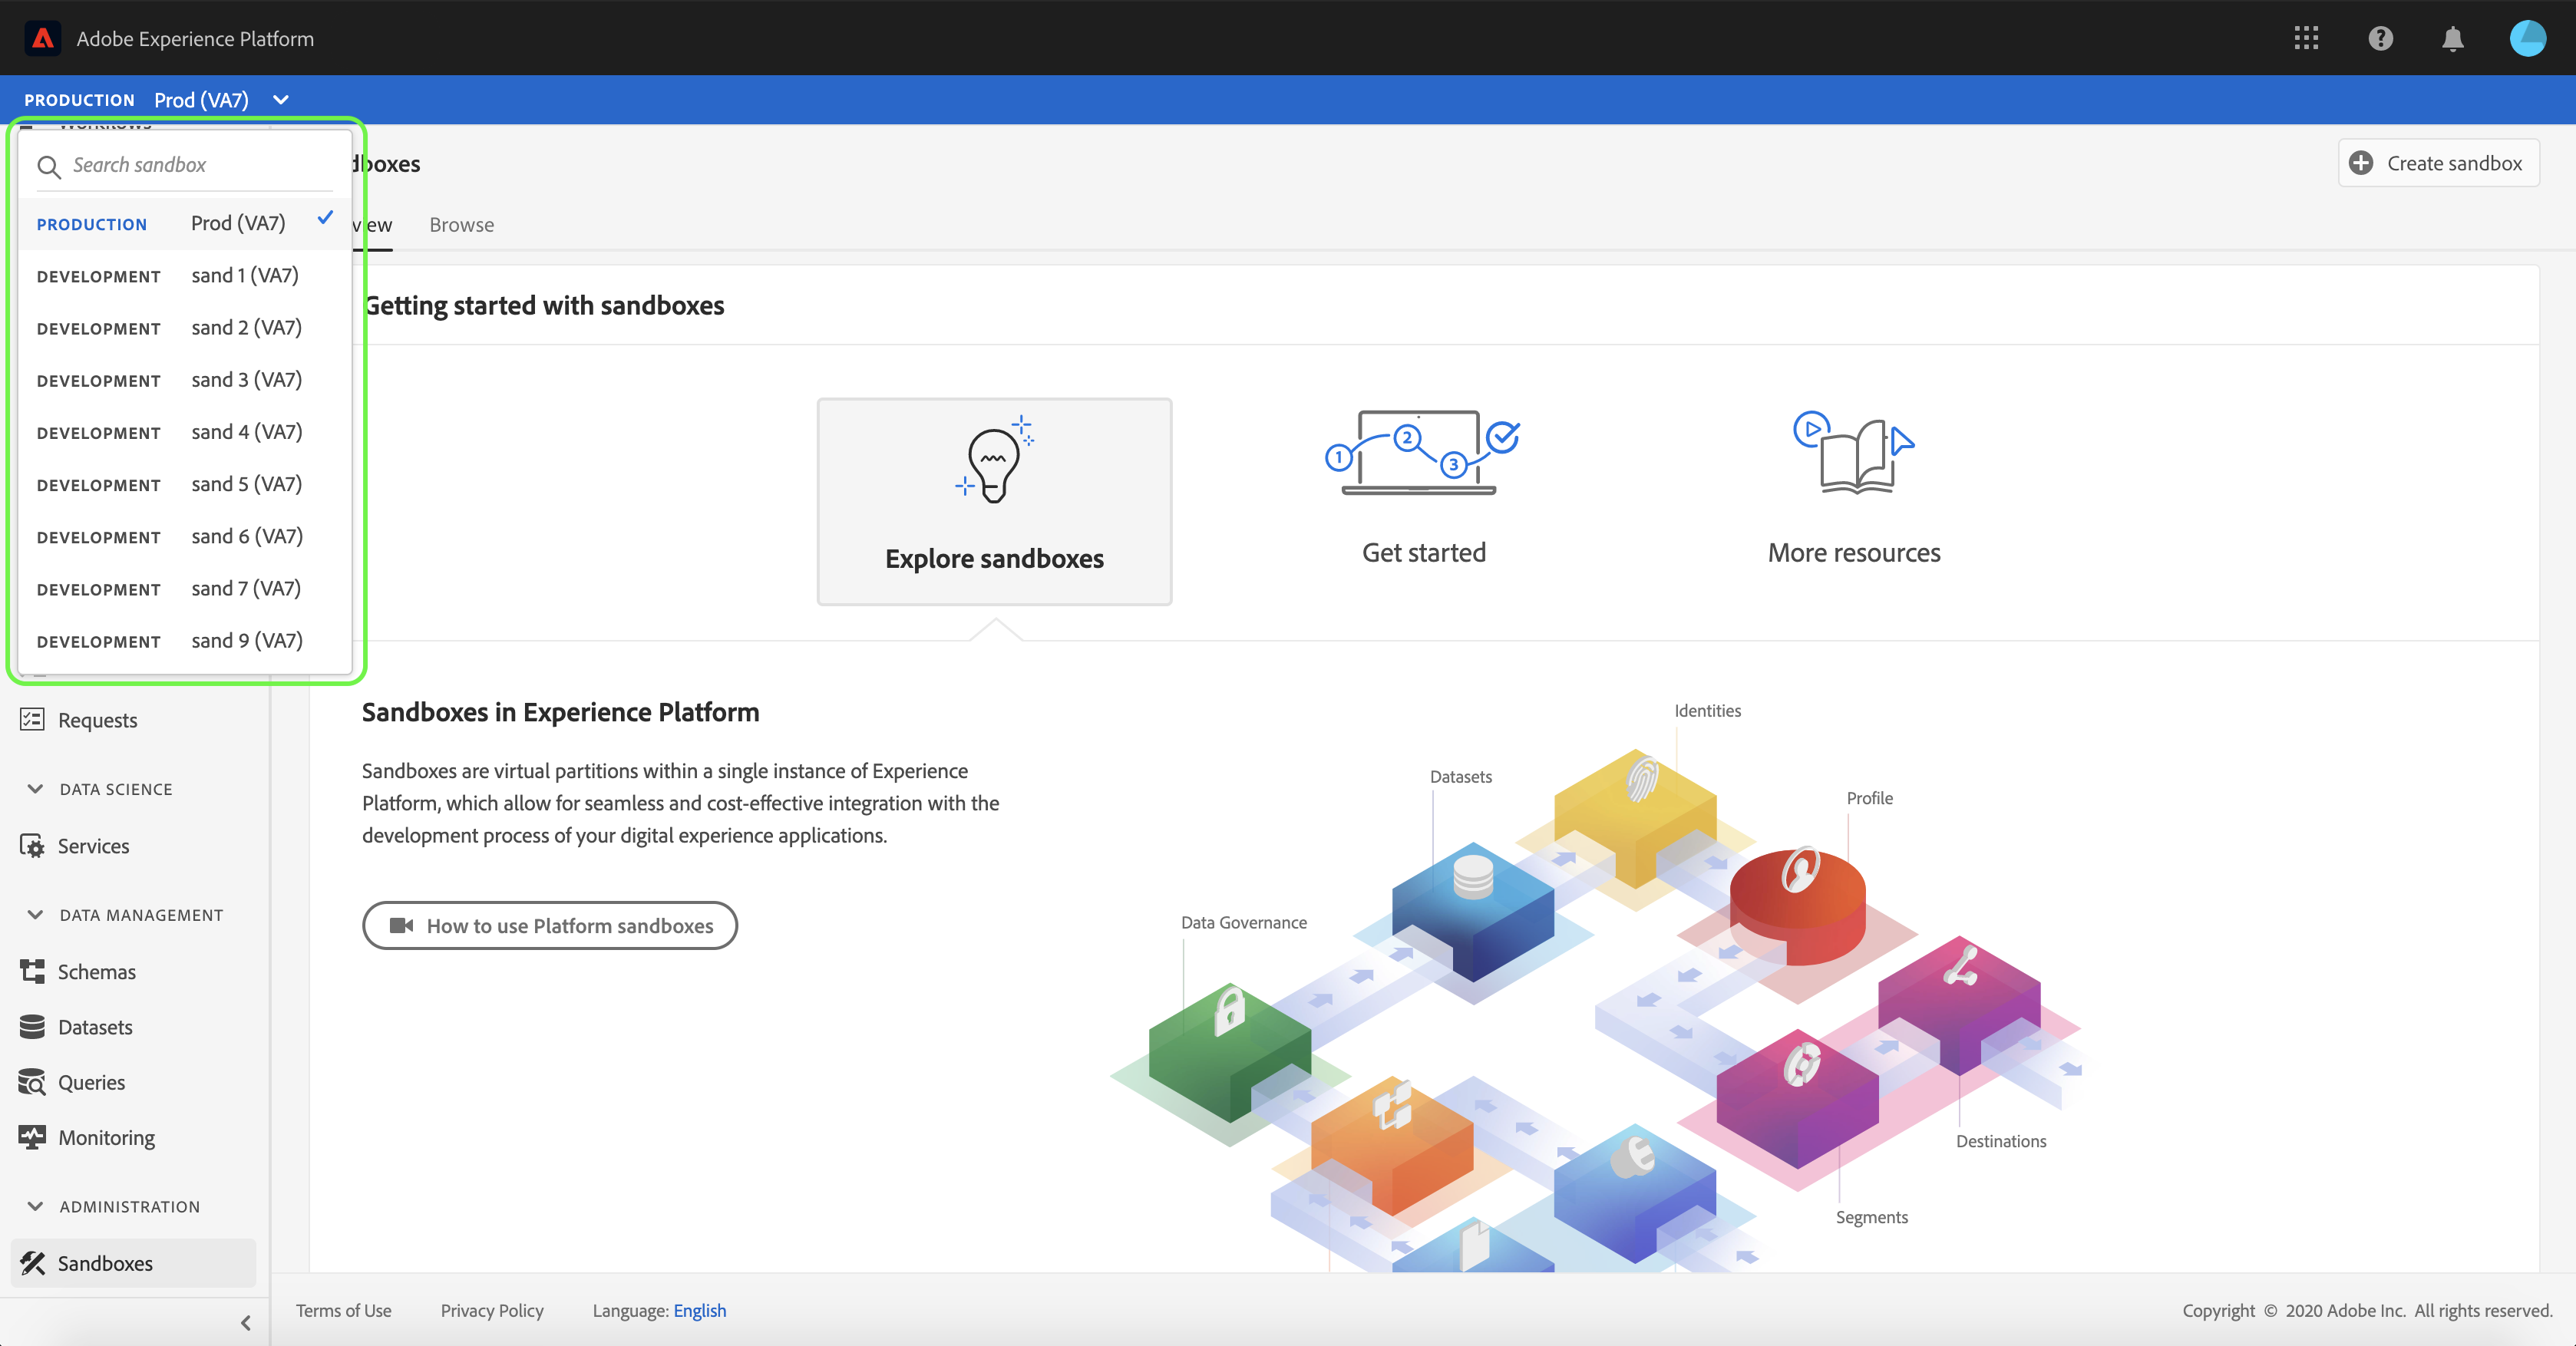 Adobe Experience Platform
PRODUCTION Prod (VA7)
Workflows
Search sandbox
PRODUCTION Prod (VA7)
DEVELOPMENT sand 1 (VA7)
DEVELOPMENT sand 2 (VA7)
DEVELOPMENT sand 3 (VA7)
DEVELOPMENT sand 4 (VA7)
DEVELOPMENT sand 5 (VA7)
DEVELOPMENT sand 6 (VA7)
DEVELOPMENT sand 7 (VA7)
DEVELOPMENT sand 9 (VA7)
Requests
DATA SCIENCE
Services
DATA MANAGEMENT
Schemas
Datasets
Queries
Monitoring
ADMINISTRATION
Sandboxes
dboxes
Create sandbox
view Browse
Getting started with sandboxes
1 2 3
Explore sandboxes
Get started
More resources
Sandboxes in Experience Platform
Sandboxes are virtual partitions within a single instance of Experience
Platform, which allow for seamless and cost-effective integration with the
development process of your digital experience applications.
How to use Platform sandboxes
Identities
Datasets
Profile
Data Governance
Destinations
Segments
Terms of Use Privacy Policy Language: English
Copyright © 2020 Adobe Inc. All rights reserved.